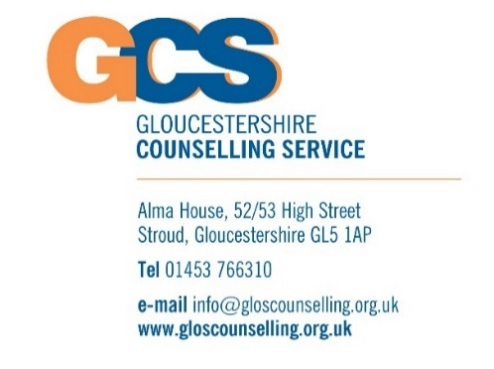 GCS
GLOUCESTERSHIRE
COUNSELLING SERVICE
Alma House, 52/53 High Street
Stroud, Gloucestershire GL5 1AP
Tel 01453 766310
e-mail info@gloscounselling.org.uk
www.gloscounselling.org.uk